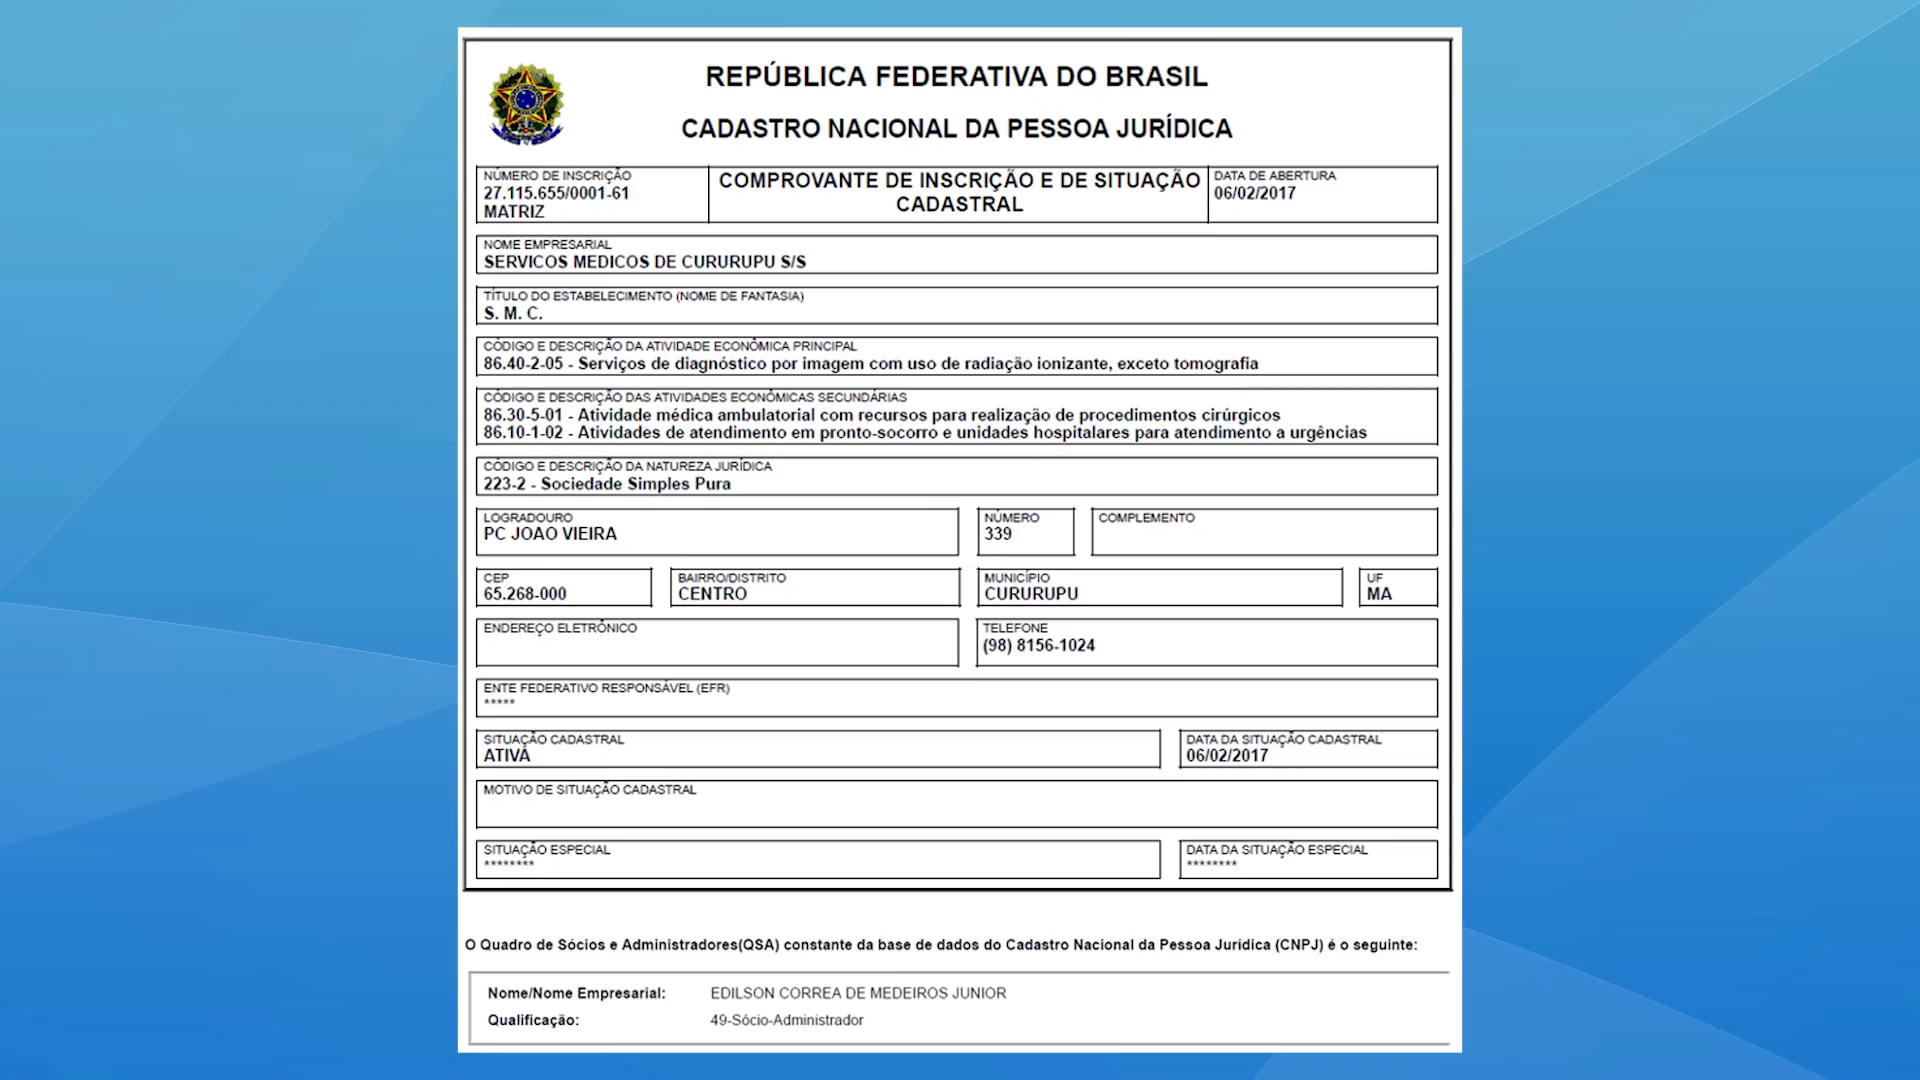 REPÚBLICA FEDERATIVA DO BRASIL
CADASTRO NACIONAL DA PESSOA JURÍDICA
NÚMERO DE INSCRIÇÃO
27.115.655/0001-61
MATRIZ
COMPROVANTE DE INSCRIÇÃO E DE SITUAÇÃO
CADASTRAL
DATA DE ABERTURA
06/02/2017
NOME EMPRESARIAL
SERVICOS MEDICOS DE CURURUPU S/S
TÍTULO DO ESTABELECIMENTO (NOME DE FANTASIA)
S. M. C.
CÓDIGO E DESCRIÇÃO DA ATIVIDADE ECONÔMICA PRINCIPAL
86.40-2-05 - Serviços de diagnóstico por imagem com uso de radiação ionizante, exceto tomografia
CÓDIGO E DESCRIÇÃO DAS ATIVIDADES ECONÔMICAS SECUNDÁRIAS
86.30-5-01 - Atividade médica ambulatorial com recursos para realização de procedimentos cirúrgicos
86.10-1-02 - Atividades de atendimento em pronto-socorro e unidades hospitalares para atendimento a urgências
CÓDIGO E DESCRIÇÃO DA NATUREZA JURÍDICA
223-2 - Sociedade Simples Pura
LOGRADOURO
PC JOAO VIEIRA
NÚMERO
339
COMPLEMENTO
CEP
65.268-000
BAIRRO/DISTRITO
CENTRO
MUNICÍPIO
CURURUPU
UF
MA
ENDEREÇO ELETRÔNICO
TELEFONE
(98) 8156-1024
ENTE FEDERATIVO RESPONSÁVEL (EFR)
*****
SITUAÇÃO CADASTRAL
ATIVA
DATA DA SITUAÇÃO CADASTRAL
06/02/2017
MOTIVO DE SITUAÇÃO CADASTRAL
SITUAÇÃO ESPECIAL
********
DATA DA SITUAÇÃO ESPECIAL
********
O Quadro de Sócios e Administradores(QSA) constante da base de dados do Cadastro Nacional da Pessoa Jurídica (CNPJ) é o seguinte:
Nome/Nome Empresarial: EDILSON CORREA DE MEDEIROS JUNIOR
Qualificação: 49-Sócio-Administrador